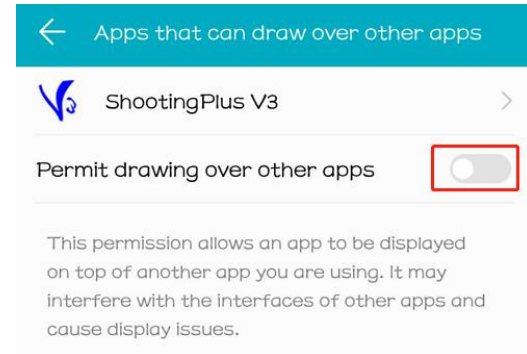 Apps that can draw over other apps
V3
ShootingPlus V3
Permit drawing over other apps
This permission allows an app to be displayed
on top of another app you are using. It may
interfere with the interfaces of other apps and
cause display issues.